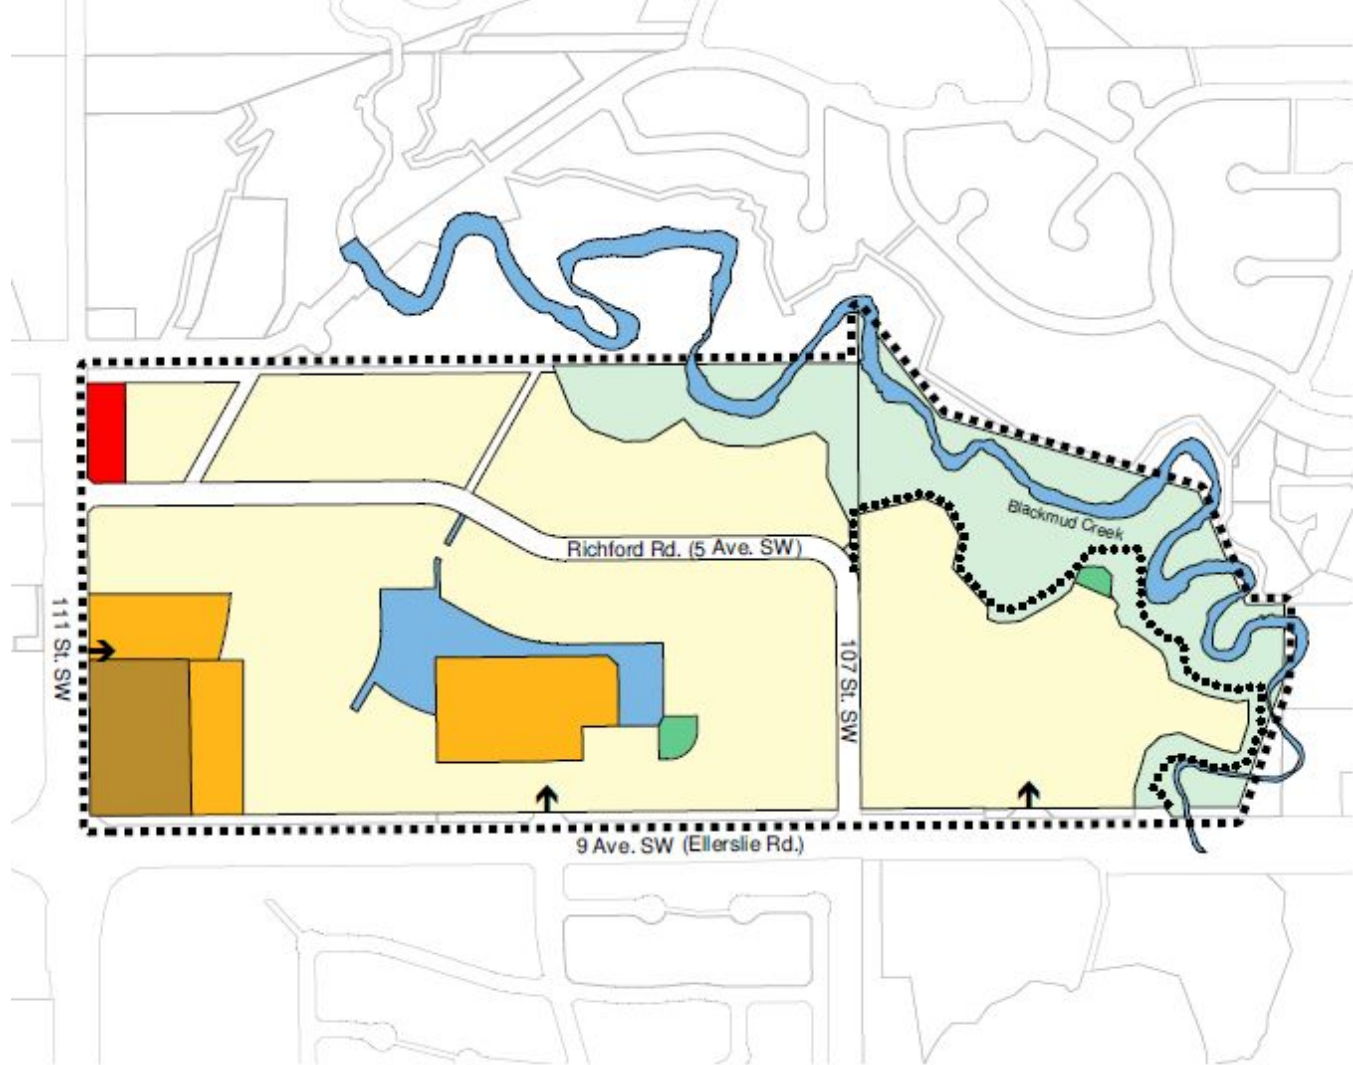 Blackmud Creek
Richford Rd. (5 Ave. SW)
111 St. SW
107 St. SW
9 Ave. SW (Ellerslie Rd.)